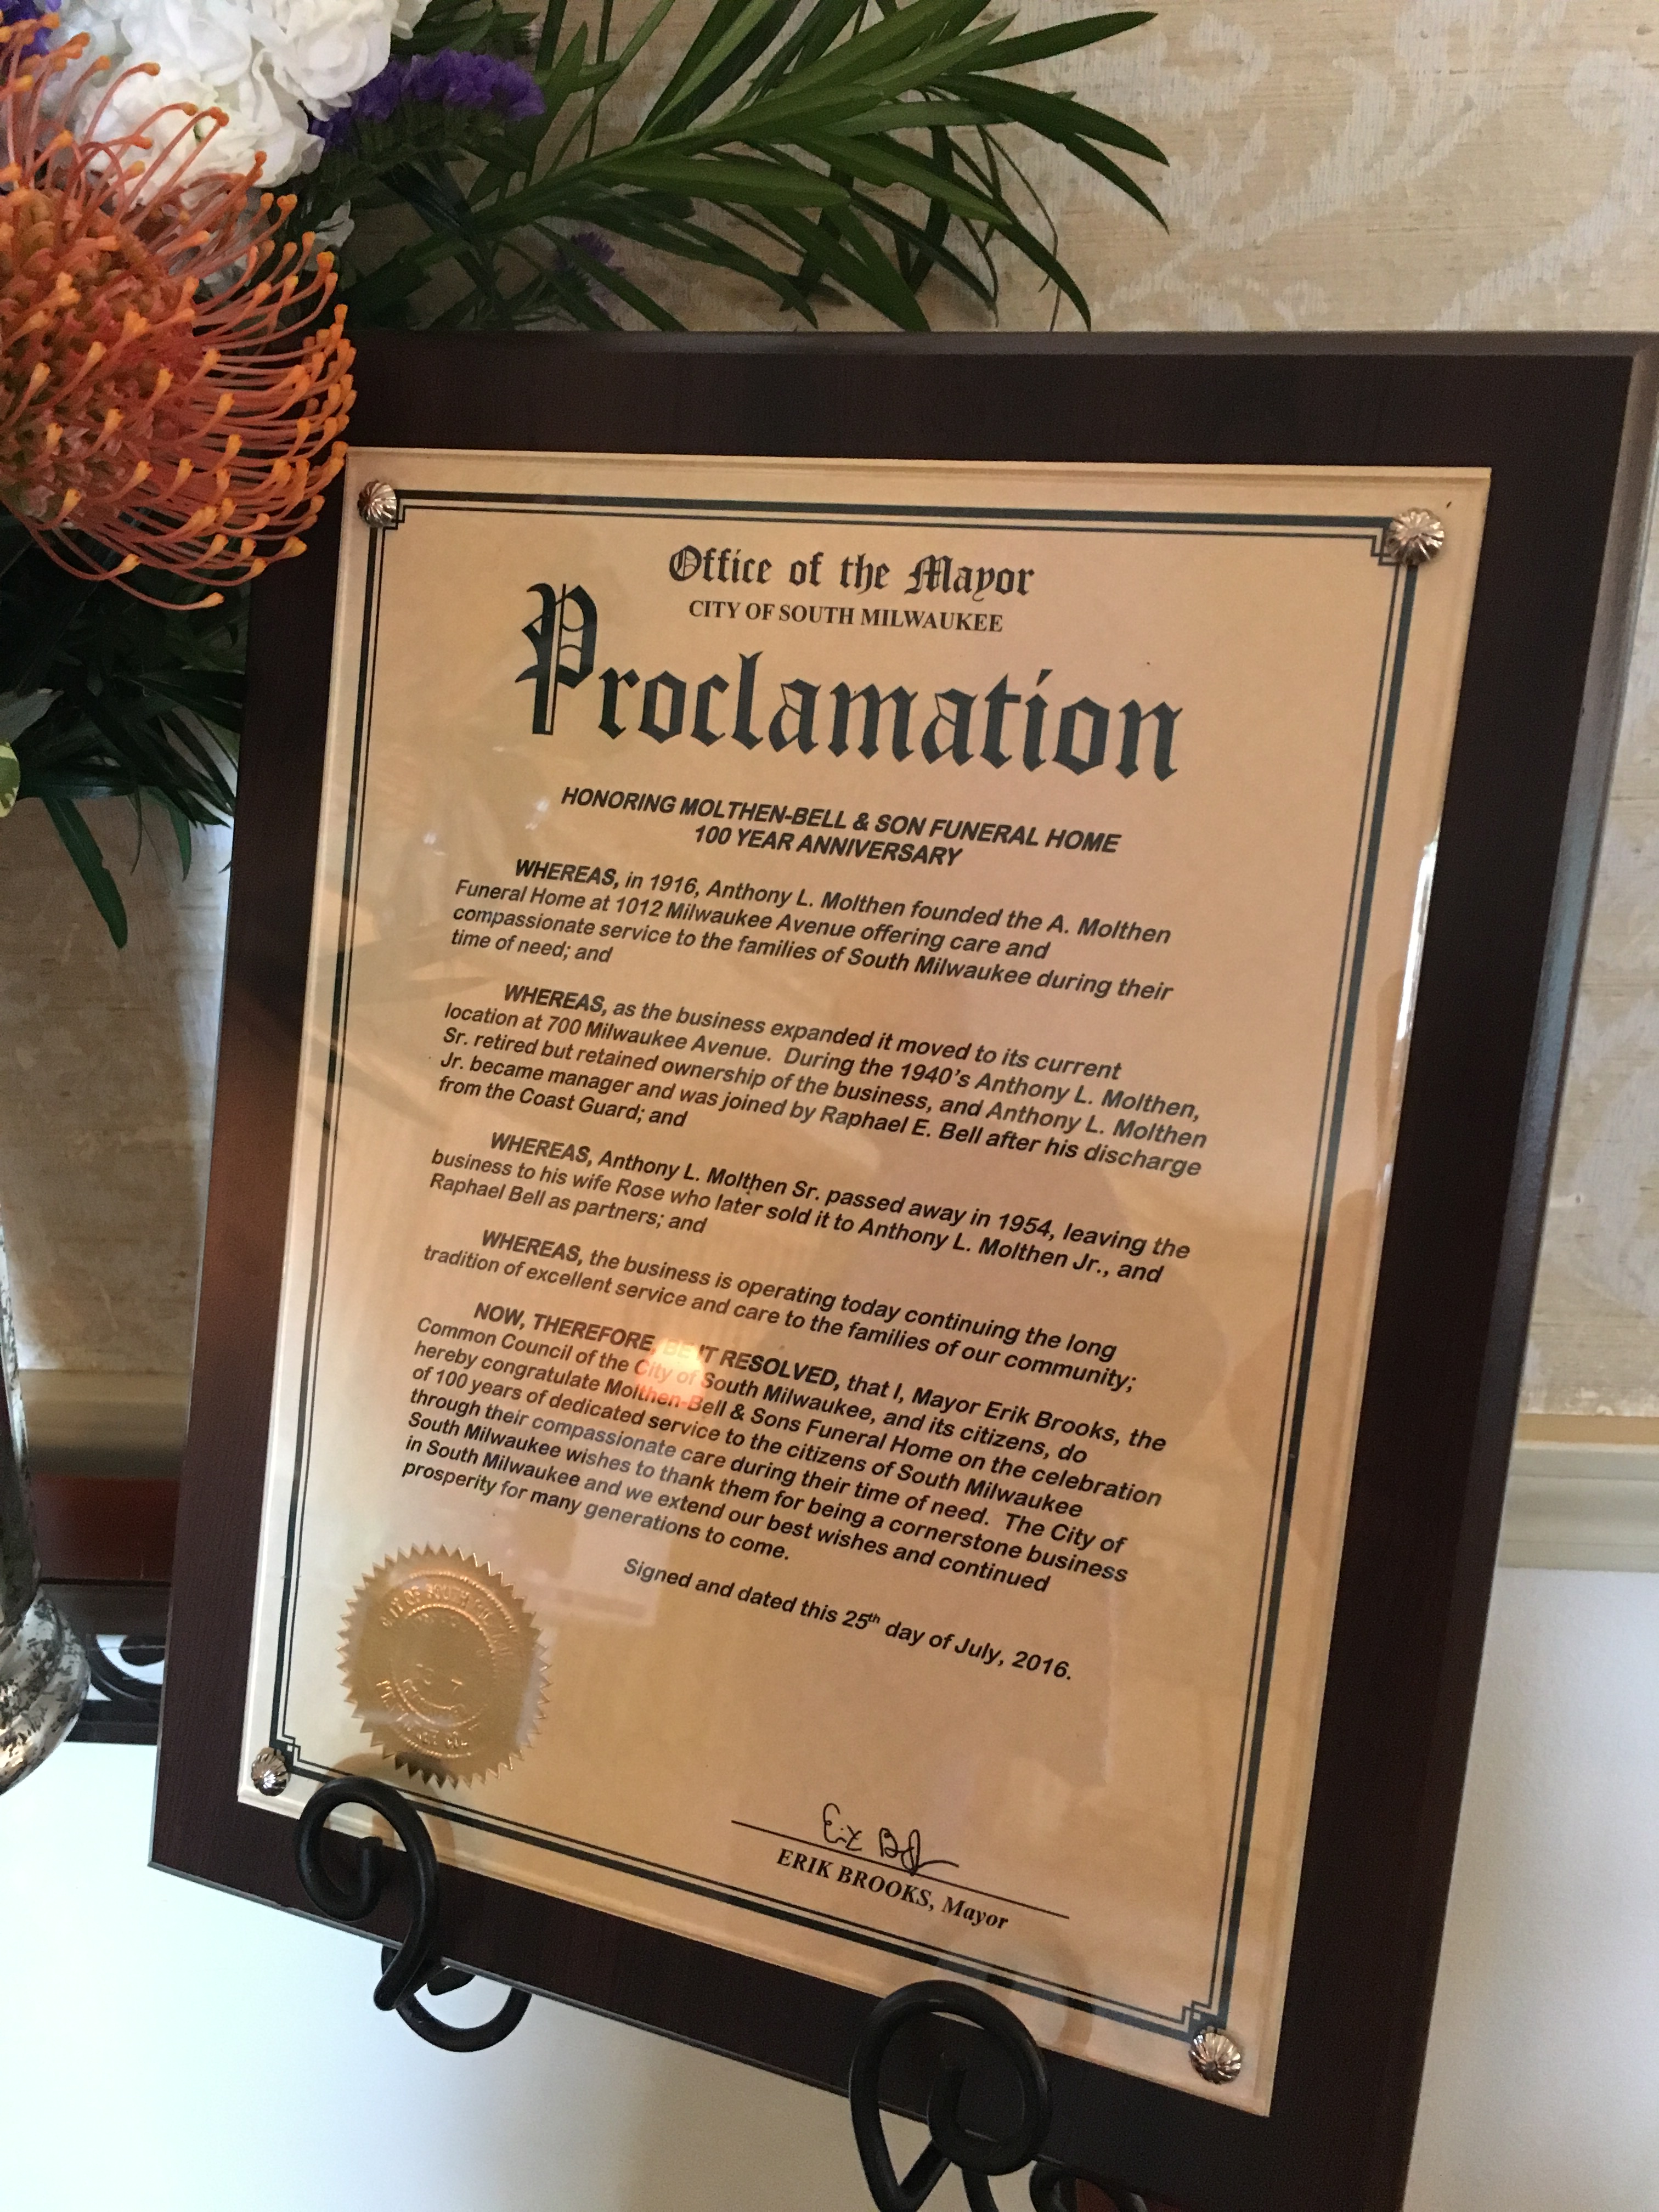 Office of the Mayor
CITY OF SOUTH MILWAUKEE
Proclamation
HONORING MOLTHEN-BELL & SON FUNERAL HOME
100 YEAR ANNIVERSARY
WHEREAS, in 1916, Anthony L. Molthen founded the A. Molthen
Funeral Home at 1012 Milwaukee Avenue offering care and
compassionate service to the families of South Milwaukee during their
time of need; and
WHEREAS, as the business expanded it moved to its current
location at 700 Milwaukee Avenue. During the 1940's Anthony L. Molthen,
Sr. retired but retained ownership of the business, and Anthony L. Molthen
Jr. became manager and was joined by Raphael E. Bell after his discharge
from the Coast Guard; and
WHEREAS, Anthony L. Molthen Sr. passed away in 1954, leaving the
business to his wife Rose who later sold it to Anthony L. Molthen Jr., and
Raphael Bell as partners; and
WHEREAS, the business is operating today continuing the long
tradition of excellent service and care to the families of our community;
NOW, THEREFORE, BE IT RESOLVED, that I, Mayor Erik Brooks, the
Common Council of the City of South Milwaukee, and its citizens, do
hereby congratulate Molthen-Bell & Sons Funeral Home on the celebration
of 100 years of dedicated service to the citizens of South Milwaukee
through their compassionate care during their time of need. The City of
South Milwaukee wishes to thank them for being a cornerstone business
in South Milwaukee and we extend our best wishes and continued
prosperity for many generations to come.
Signed and dated this 25th day of July, 2016.
CITY OF SOUTH
ERIK BROOKS, Mayor